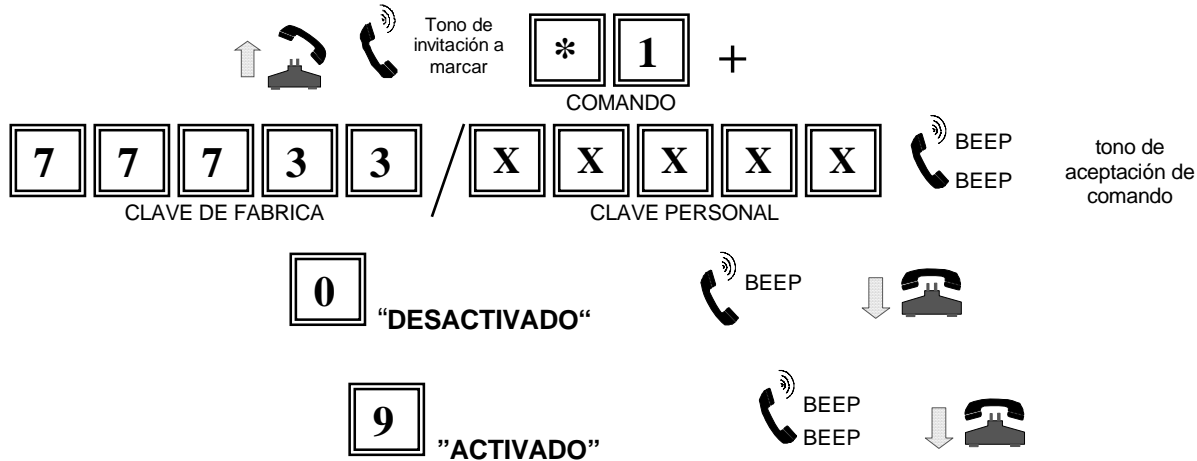 Tono de
invitación a
marcar
* 1 +
COMANDO
7 7 7 3 3 / X X X X X
BEEP
BEEP
tono de
aceptación de
comando
CLAVE DE FABRICA
CLAVE PERSONAL
0 “DESACTIVADO“
BEEP
9 ”ACTIVADO”
BEEP
BEEP